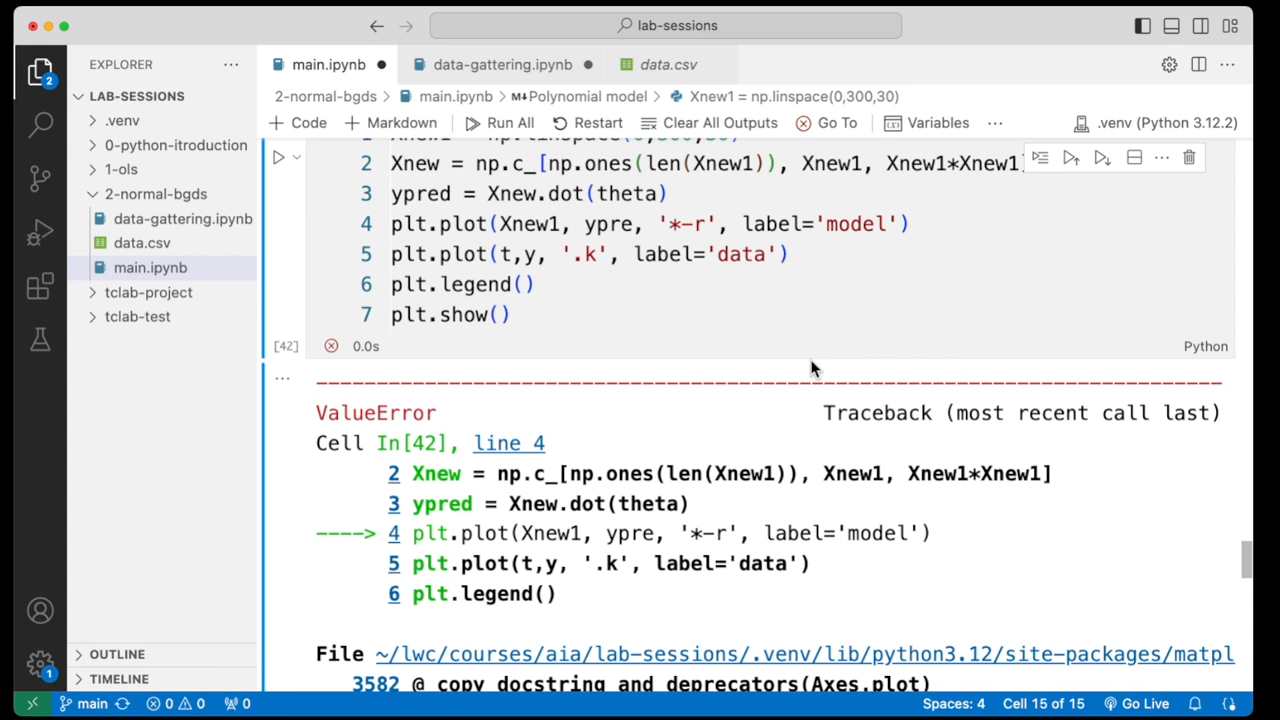 lab-sessions
EXPLORER
main.ipynb
data-gattering.ipynb
data.csv
2
LAB-SESSIONS
.venv
0-python-itroduction
1-ols
2-normal-bgds
data-gattering.ipynb
data.csv
main.ipynb
tclab-project
tclab-test
OUTLINE
TIMELINE
1
2-normal-bgds > main.ipynb > M↓Polynomial model > Xnew1 = np.linspace(0,300,30)
+ Code + Markdown Run All Restart Clear All Outputs Go To Variables ... .venv (Python 3.12.2)
2 Xnew = np.c_[np.ones(len(Xnew1)), Xnew1, Xnew1*Xnew1]
3 ypred = Xnew.dot(theta)
4 plt.plot(Xnew1, ypre, '*-r', label='model')
5 plt.plot(t,y, '.k', label='data')
6 plt.legend()
7 plt.show()
[42] 0.0s Python
ValueError Traceback (most recent call last)
Cell In[42], line 4
2 Xnew = np.c_[np.ones(len(Xnew1)), Xnew1, Xnew1*Xnew1]
3 ypred = Xnew.dot(theta)
----> 4 plt.plot(Xnew1, ypre, '*-r', label='model')
5 plt.plot(t,y, '.k', label='data')
6 plt.legend()
File ~/lwc/courses/aia/lab-sessions/.venv/lib/python3.12/site-packages/matpl
3582 @_copy_docstring_and_deprecators(Axes.plot)
main 0 0 0 Spaces: 4 Cell 15 of 15 Go Live